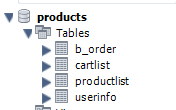 products
Tables
b_order
cartlist
productlist
userinfo